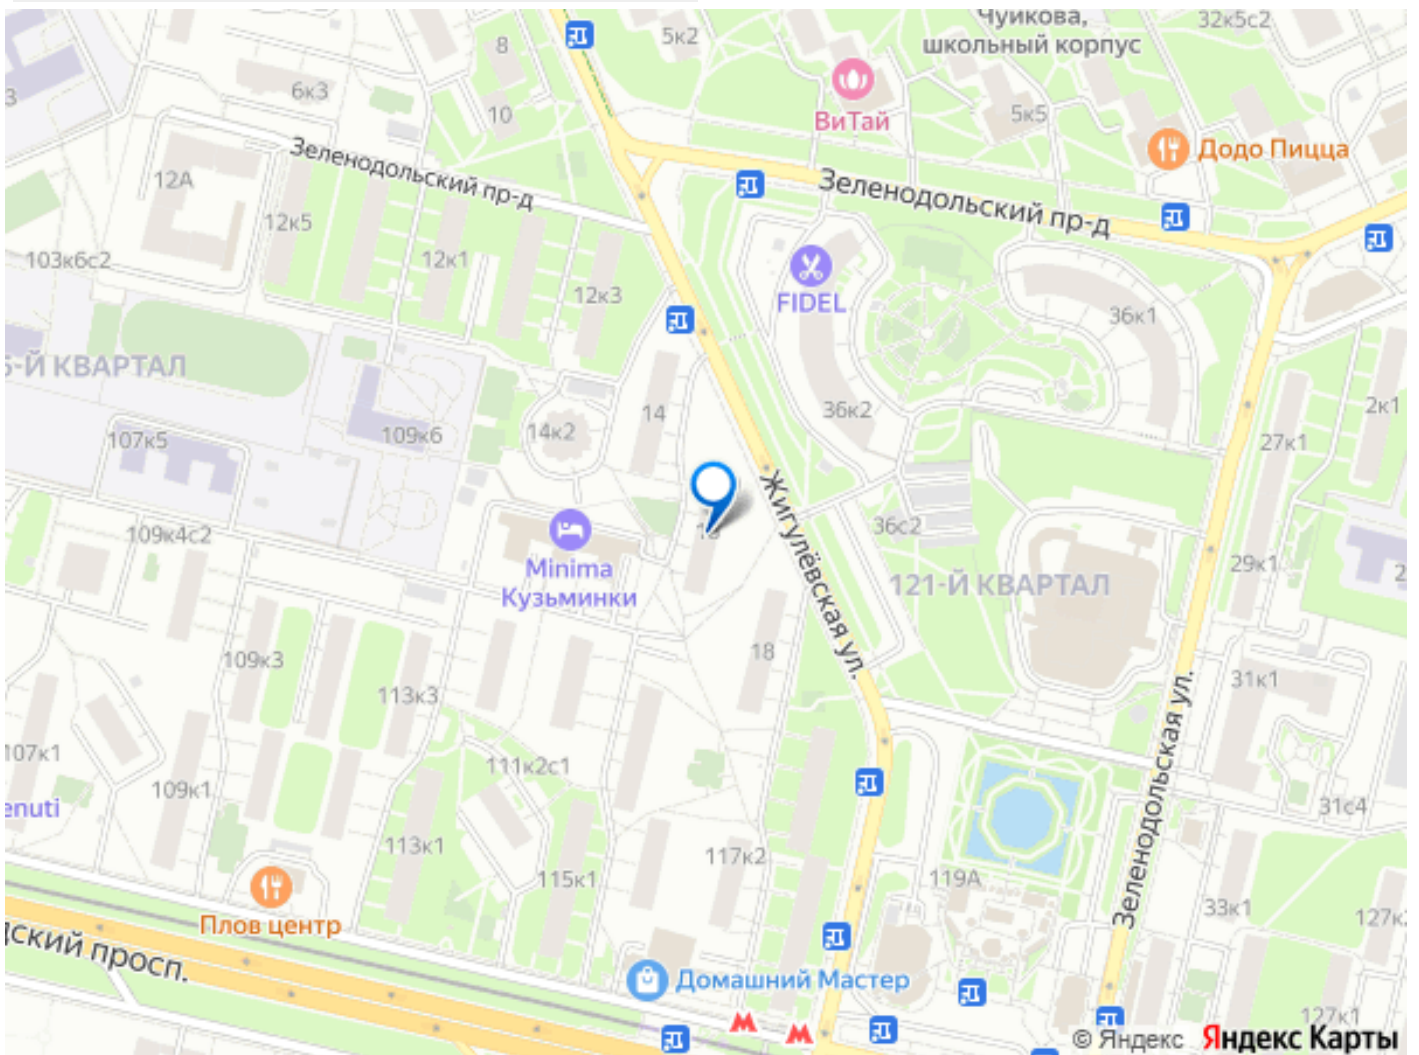 Чуйкова,
школьный корпус
32к5с2
5к2
8
6к3
10
ВиТай
5к5
Додо Пицца
Зеленодольский пр-д
12А
Зеленодольский пр-д
12к5
103к6с2
12к1
12к3
FIDEL
36к1
-Й КВАРТАЛ
14
36к2
2к1
107к5
109к6
14к2
27к1
109к4с2
Жигулёвская ул.
36с2
Minima
Кузьминки
121-Й КВАРТАЛ
29к1
109к3
18
113к3
31к1
107к1
111к2с1
Зеленодольская ул.
109к1
enuti
31с4
113к1
117к2
115к1
119А
33к1
Плов центр
127к
ский просп.
Домашний Мастер
127к1
© Яндекс Яндекс Карты